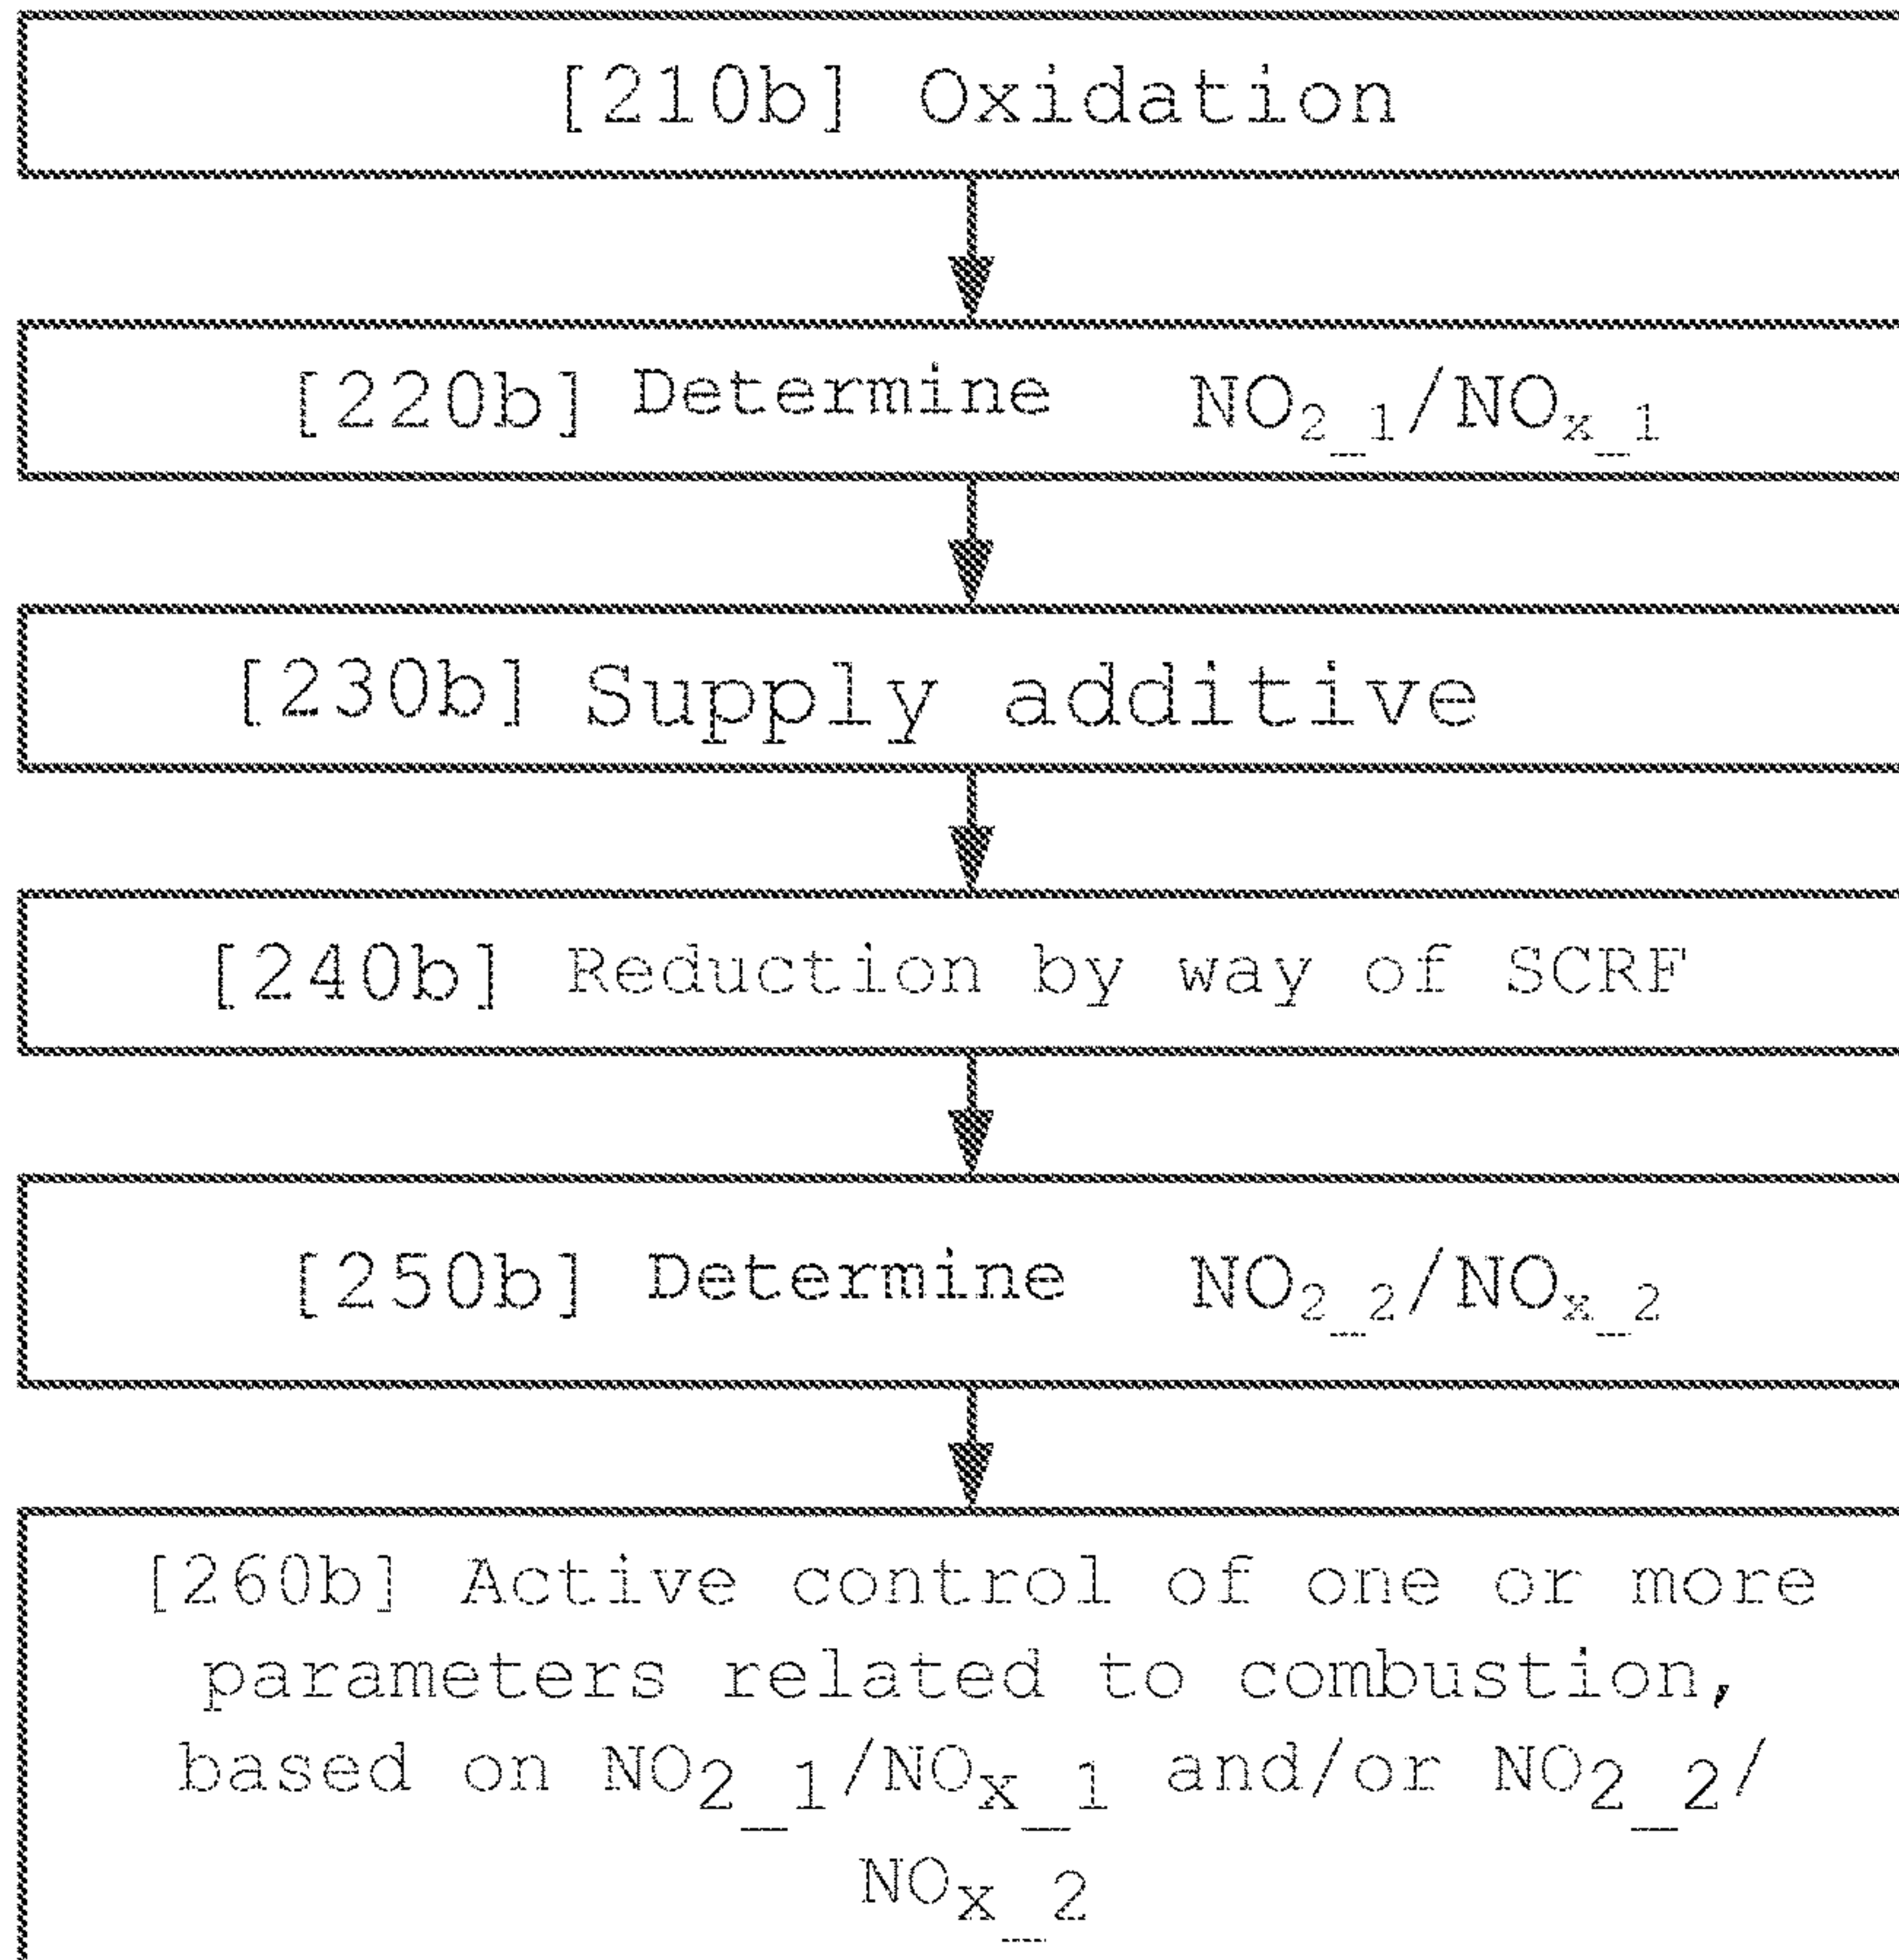 [210b] Oxidation
[220b] Determine NO2_1/NOx_1
[230b] Supply additive
[240b] Reduction by way of SCRF
[250b] Determine NO2_2/NOx_2
[260b] Active control of one or more
parameters related to combustion,
based on NO2_1/NOx_1 and/or NO2_2/
NOx_2